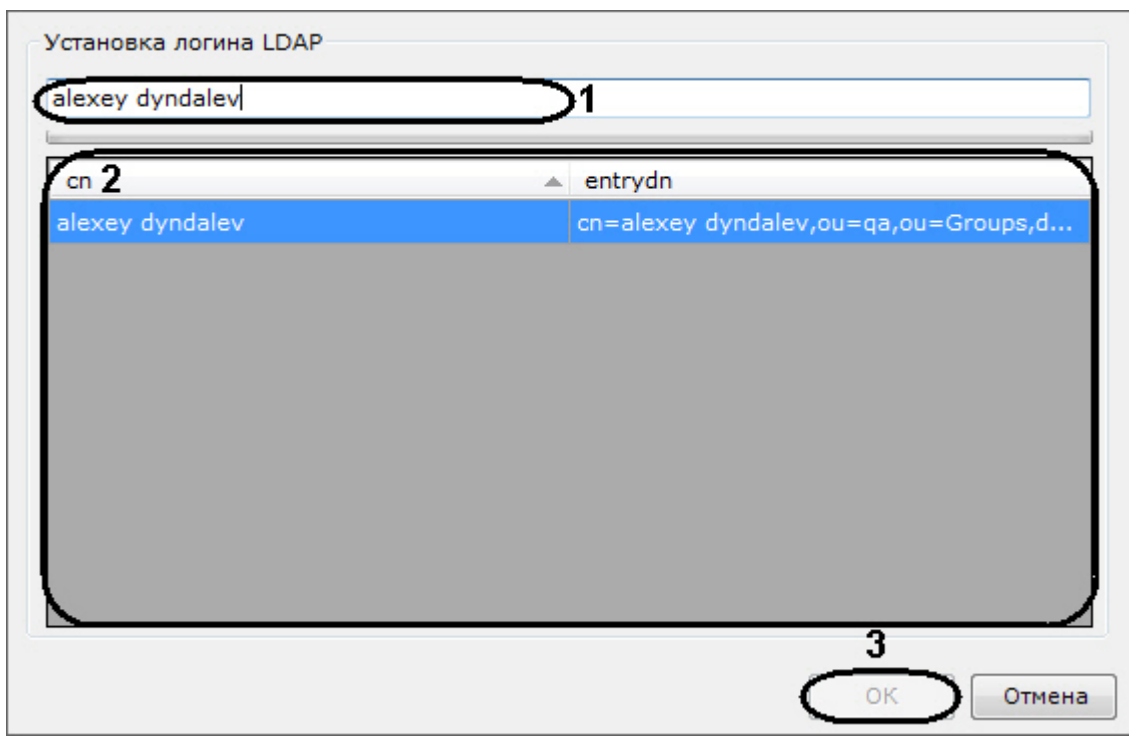 Установка логина LDAP
alexey dyndalev 1
cn 2 entrydn
alexey dyndalev cn=alexey dyndalev,ou=qa,ou=Groups,d...
3
OK Отмена